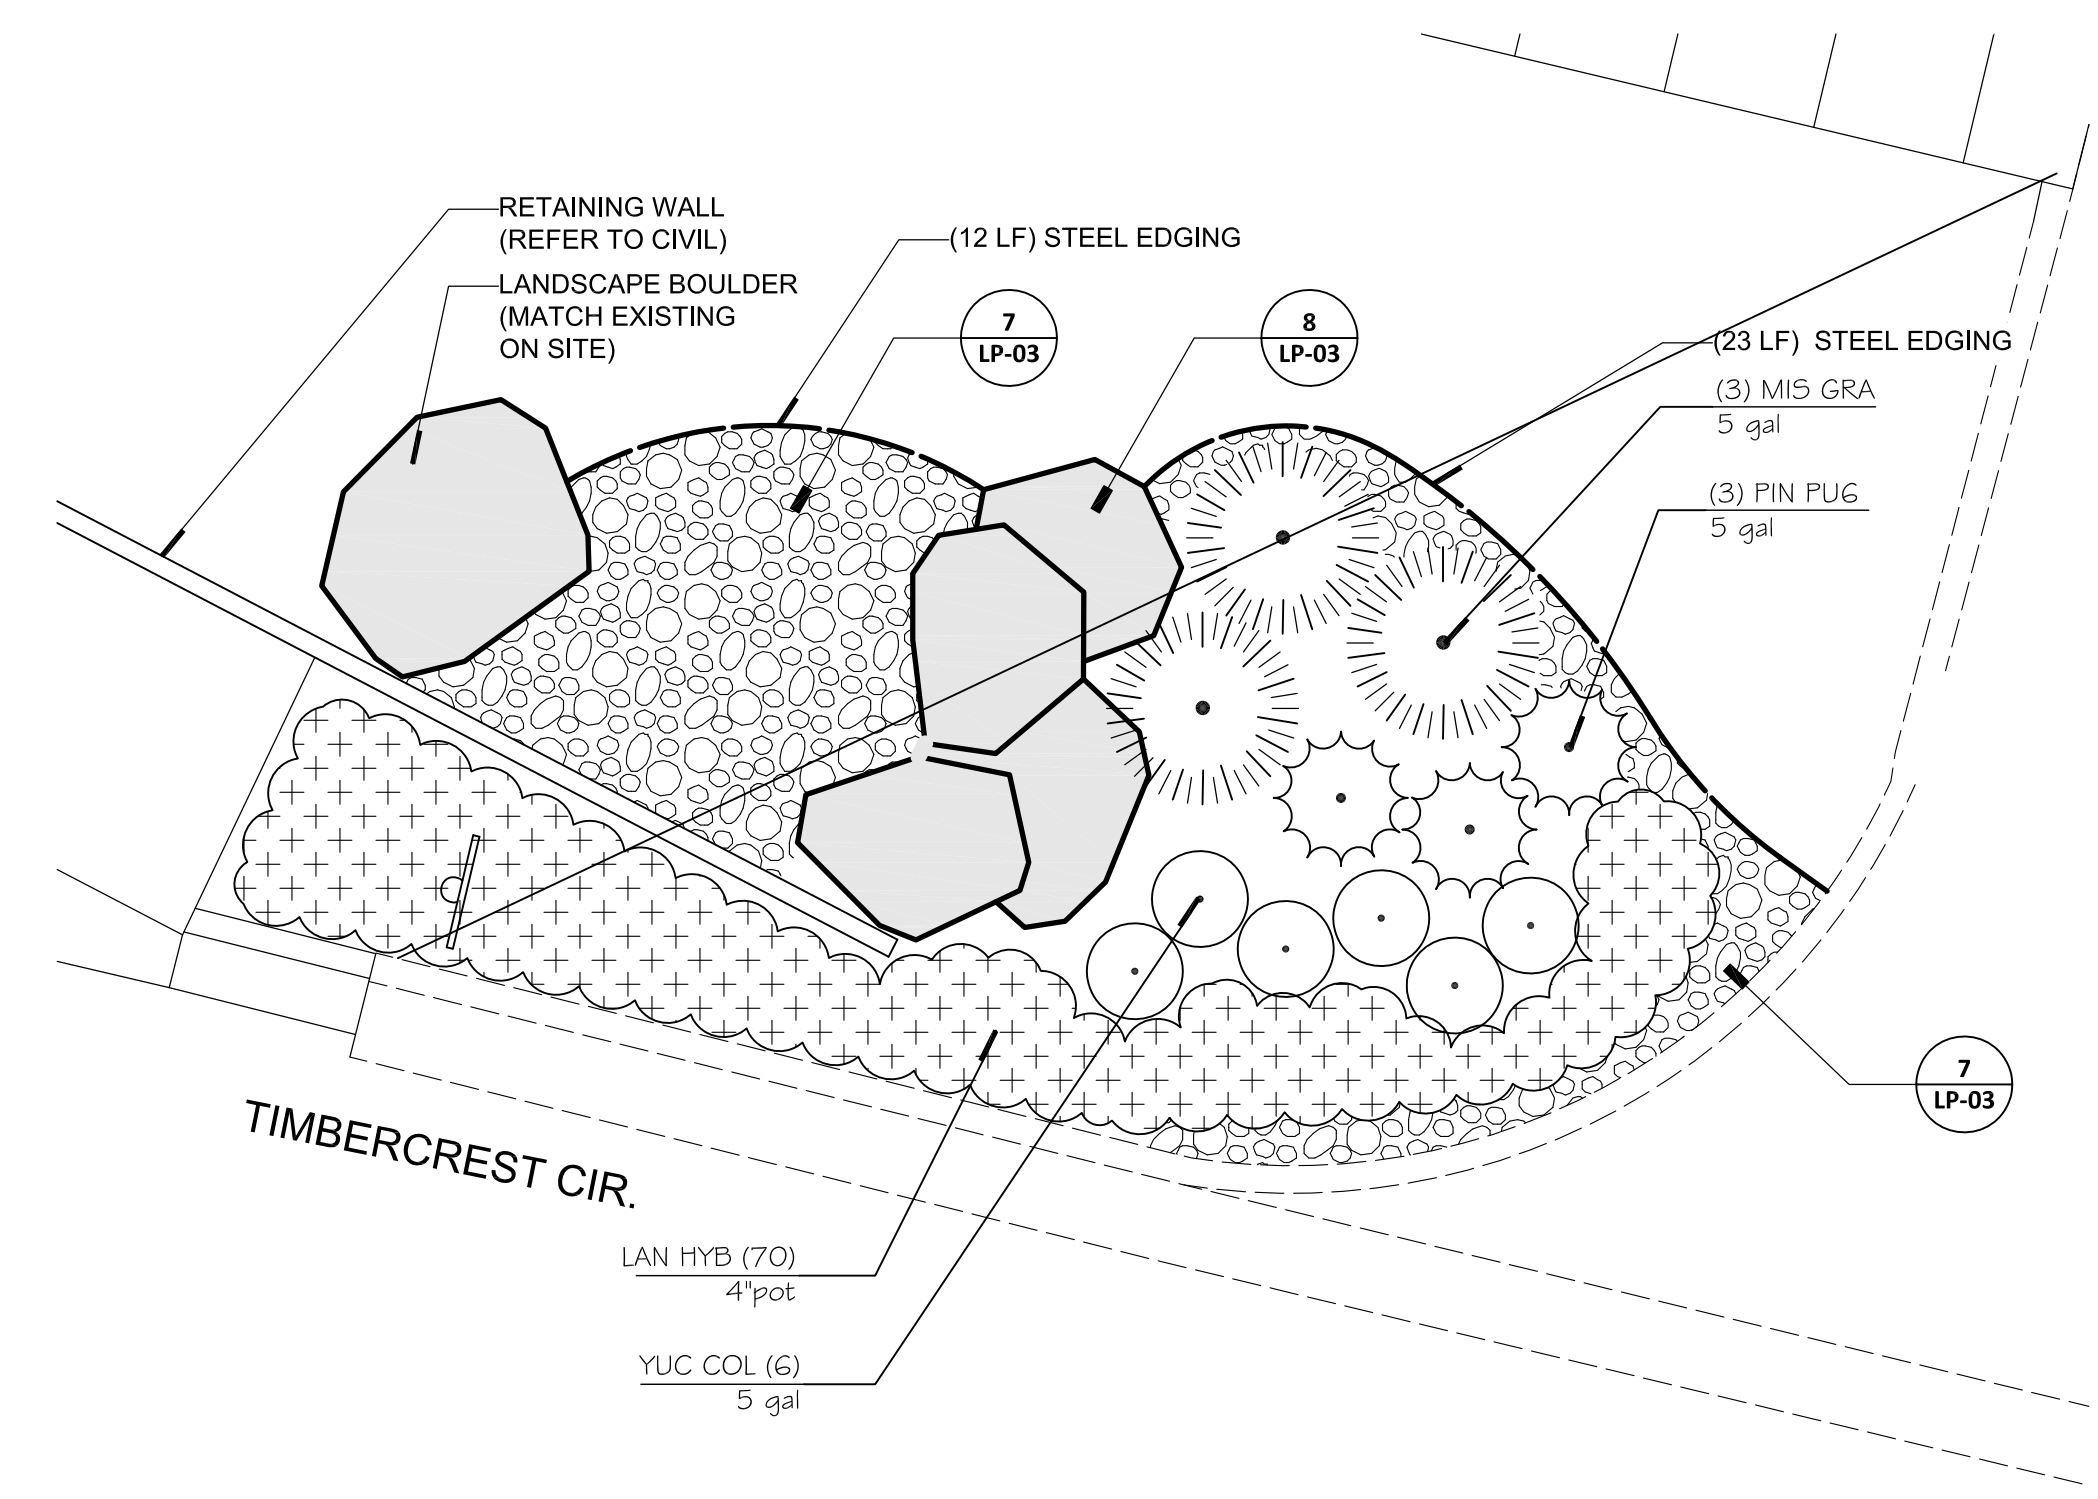 RETAINING WALL
(REFER TO CIVIL)
LANDSCAPE BOULDER
(MATCH EXISTING
ON SITE)
(12 LF) STEEL EDGING
7
LP-03
8
LP-03
(23 LF) STEEL EDGING
(3) MIS GRA
5 gal
(3) PIN PU6
5 gal
7
LP-03
TIMBERCREST CIR.
LAN HYB (70)
4"pot
YUC COL (6)
5 gal